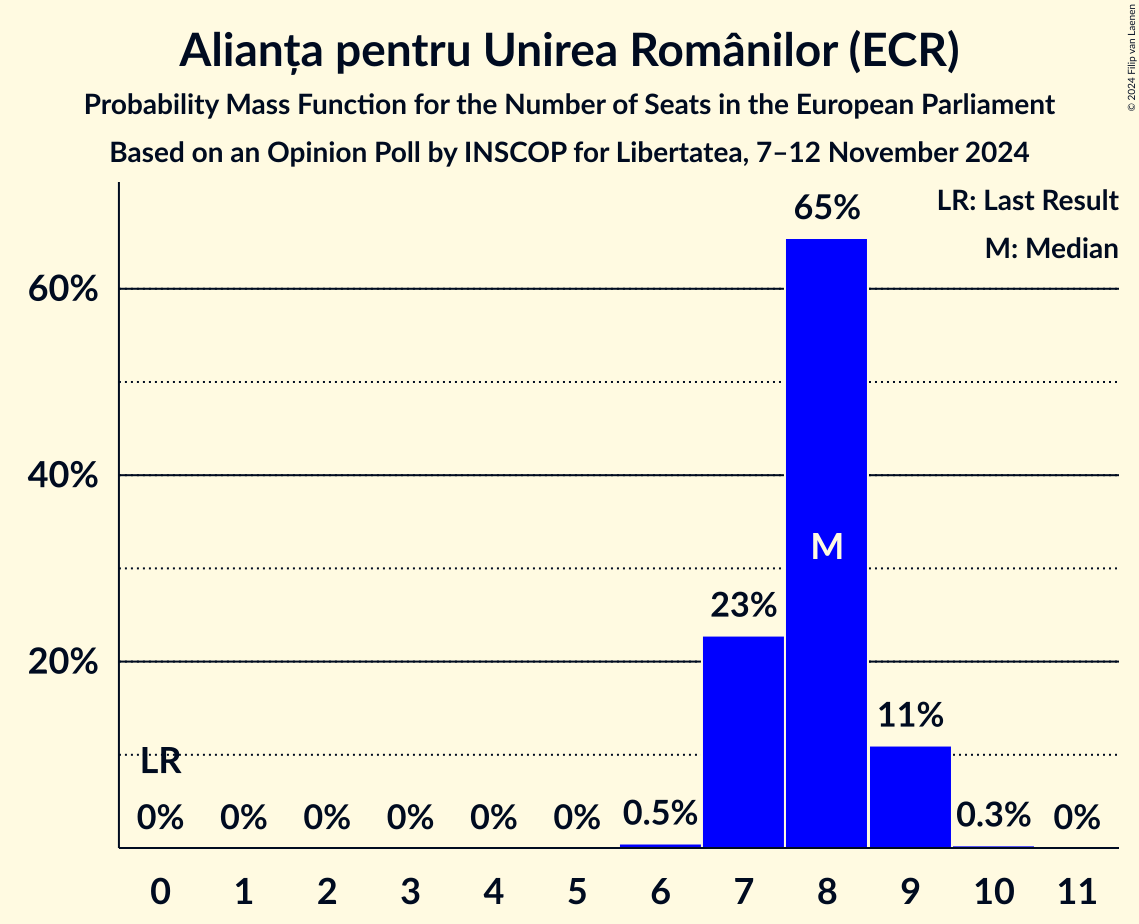 Alianța pentru Unirea Românilor (ECR)
Probability Mass Function for the Number of Seats in the European Parliament
Based on an Opinion Poll by INSCOP for Libertatea, 7–12 November 2024
© 2024 Filip van Laenen
LR: Last Result
M: Median
65%
60%
40%
M
23%
20%
11%
LR
0% 0% 0% 0% 0% 0% 0.5% 0.3% 0%
0 1 2 3 4 5 6 7 8 9 10 11